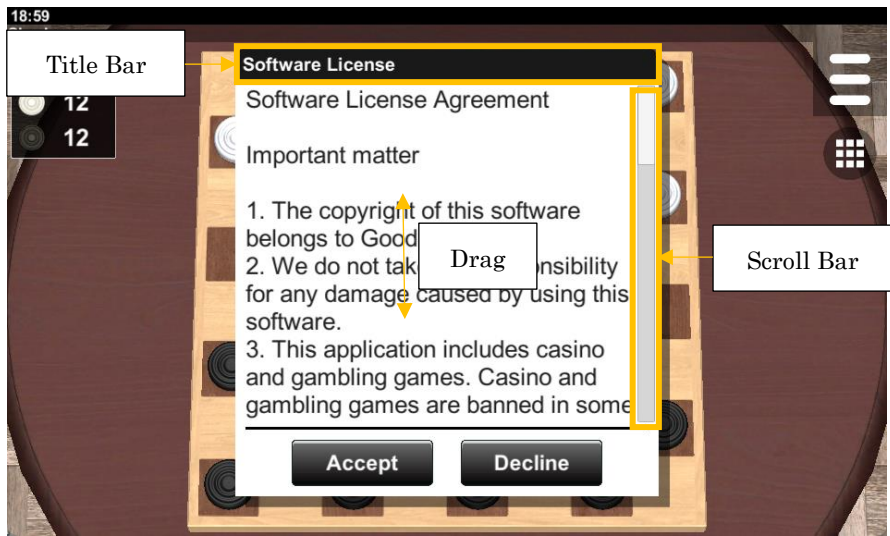 18:59
Title Bar
12
12
Software License
Software License Agreement
Important matter
1. The copyright of this software
belongs to Good
2. We do not tak
Drag
onsibility
for any damage caused by using this
software.
3. This application includes casino
and gambling games. Casino and
gambling games are banned in some
Scroll Bar
Accept
Decline